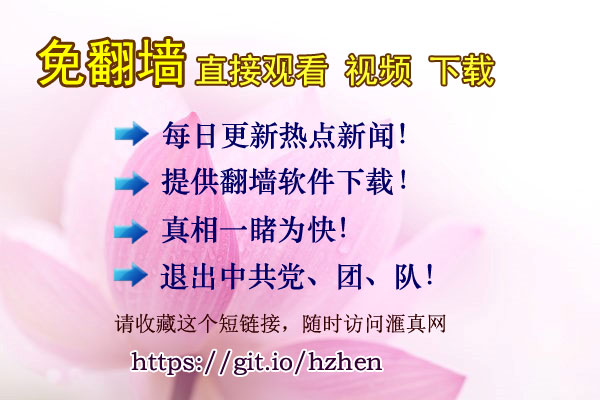 免翻墙 直接观看 视频 下载
每日更新热点新闻！
提供翻墙软件下载！
真相一睹为快！
退出中共党、团、队！
请收藏这个短链接，随时访问滙真网
https://git.io/hzhen